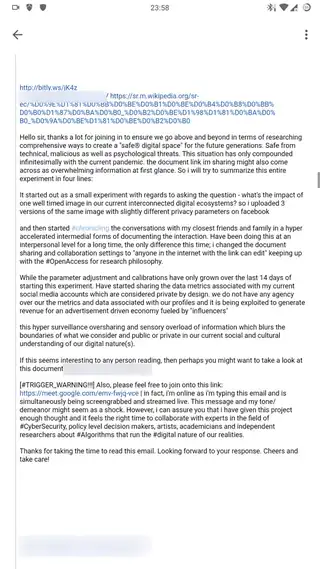 23:58
http://bitly.ws/jK4z
/ https://sr.m.wikipedia.org/sr-
ec/%D0%9E%D1%81%D0%BB%D0%BE%D0%B1%D0%BE%D0%B4%D0%B8%D0%BB%
D0%B0%D1%87%D0%BA%D0%B0_%D0%B2%D0%BE%D1%98%D1%81%D0%BA%D0%
B0_%D0%9A%D0%BE%D1%81%D0%BE%D0%B2%D0%B0
Hello sir, thanks a lot for joining in to ensure we go above and beyond in terms of researching
comprehensive ways to create a "safe® digital space" for the future generations. Safe from
technical, malicious as well as psychological threats. This situation has only compounded
infinitesimally with the current pandemic. the document link im sharing might also come
across as overwhelming information at first glance. So i will try to summarize this entire
experiment in four lines:
It started out as a small experiment with regards to asking the question - what's the impact of
one well timed image in our current interconnected digital ecosystems? so i uploaded 3
versions of the same image with slightly different privacy parameters on facebook
and then started the conversations with my closest friends and family in a hyper
accelerated intermedial forms of documenting the interaction. Have been doing this at an
interpersonal level for a long time, the only difference this time; i changed the document
sharing and collaboration settings to "anyone in the internet with the link can edit" keeping up
with the #OpenAccess for research philosophy.
While the parameter adjustment and calibrations have only grown over the last 14 days of
starting this experiment. Have started sharing the data metrics associated with my current
social media accounts which are considered private by design. we do not have any agency
over our the metrics and data associated with our profiles and it is being exploited to generate
revenue for an advertisement driven economy fueled by "influencers"
this hyper surveillance oversharing and sensory overload of information which blurs the
boundaries of what we consider and public or private in our current social and cultural
understanding of our digital nature(s).
If this seems interesting to any person reading, then perhaps you might want to take a look at
this document
[#TRIGGER_WARNING!!!] Also, please feel free to join onto this link:
https://meet.google.com/emv-fwjq-vce ( in fact, i'm online as i'm typing this email and is
simultaneously being screengrabbed and streamed live. This message and my tone/
demeanor might seem as a shock. However, i can assure you that i have given this project
enough thought and it feels the right time to collaborate with experts in the field of
#CyberSecurity, policy level decision makers, artists, academicians and independent
researchers about #Algorithms that run the #digital nature of our realities.
Thanks for taking the time to read this email. Looking forward to your response. Cheers and
take care!